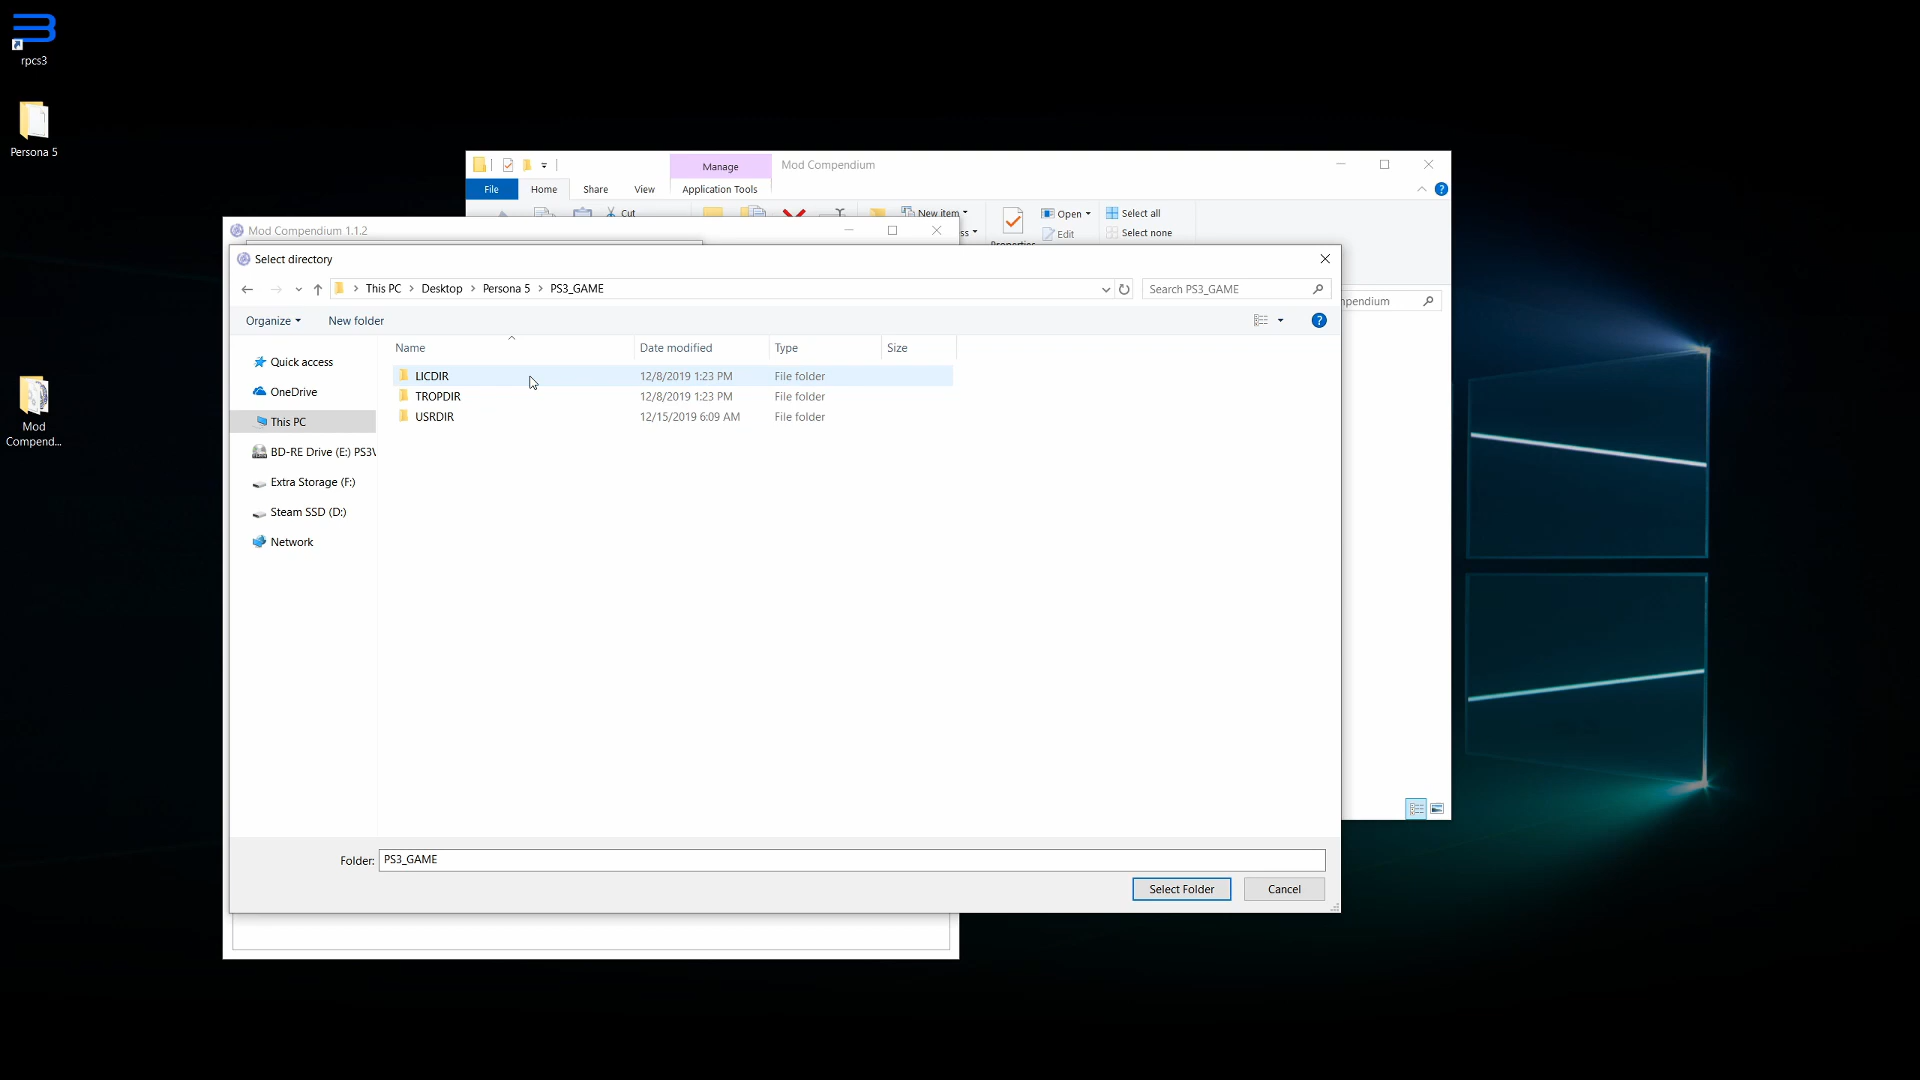 rpcs3
Persona 5
Mod
Compend...
Manage
Mod Compendium
File
Home
Share
View
Application Tools
Cut
New item
Open
Select all
ss
Edit
Select none
Mod Compendium 1.1.2
Select directory
This PC > Desktop > Persona 5 > PS3_GAME
Search PS3_GAME
pendium
Organize
New folder
Name
Date modified
Type
Size
Quick access
OneDrive
This PC
BD-RE Drive (E:) PS3V
Extra Storage (F:)
Steam SSD (D:)
Network
LICDIR 12/8/2019 1:23 PM File folder
TROPDIR 12/8/2019 1:23 PM File folder
USRDIR 12/15/2019 6:09 AM File folder
Folder: PS3_GAME
Select Folder
Cancel